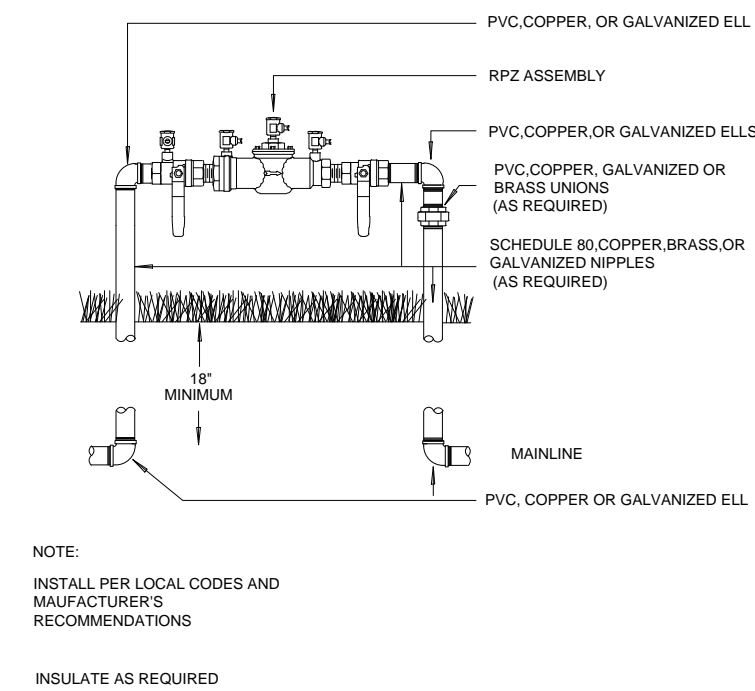 PVC,COPPER, OR GALVANIZED ELL
RPZ ASSEMBLY
PVC,COPPER,OR GALVANIZED ELLS
PVC,COPPER, GALVANIZED OR
BRASS UNIONS
(AS REQUIRED)
SCHEDULE 80,COPPER,BRASS,OR
GALVANIZED NIPPLES
(AS REQUIRED)
18"
MINIMUM
MAINLINE
PVC, COPPER OR GALVANIZED ELL
NOTE:
INSTALL PER LOCAL CODES AND
MAUFACTURER'S
RECOMMENDATIONS
INSULATE AS REQUIRED